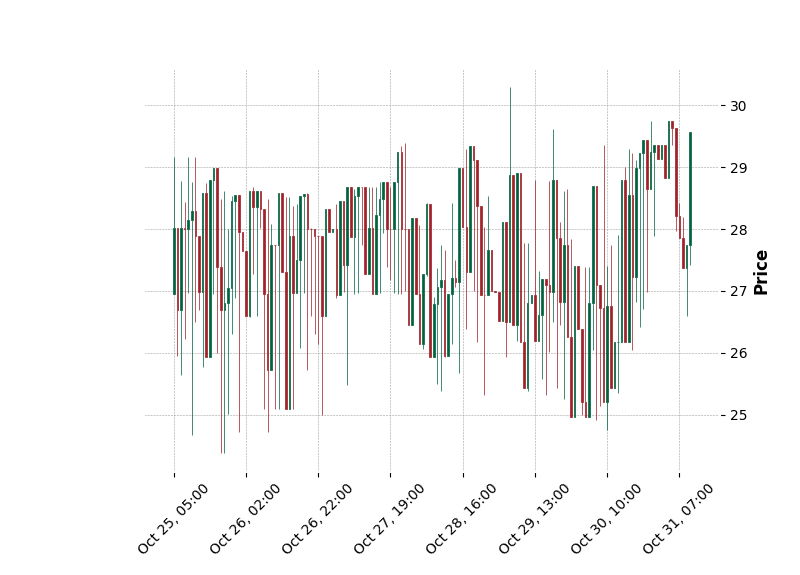 30
29
28
27
26
25
Price
Oct 25, 05:00
Oct 26, 02:00
Oct 26, 22:00
Oct 27, 19:00
Oct 28, 16:00
Oct 29, 13:00
Oct 30, 10:00
Oct 31, 07:00